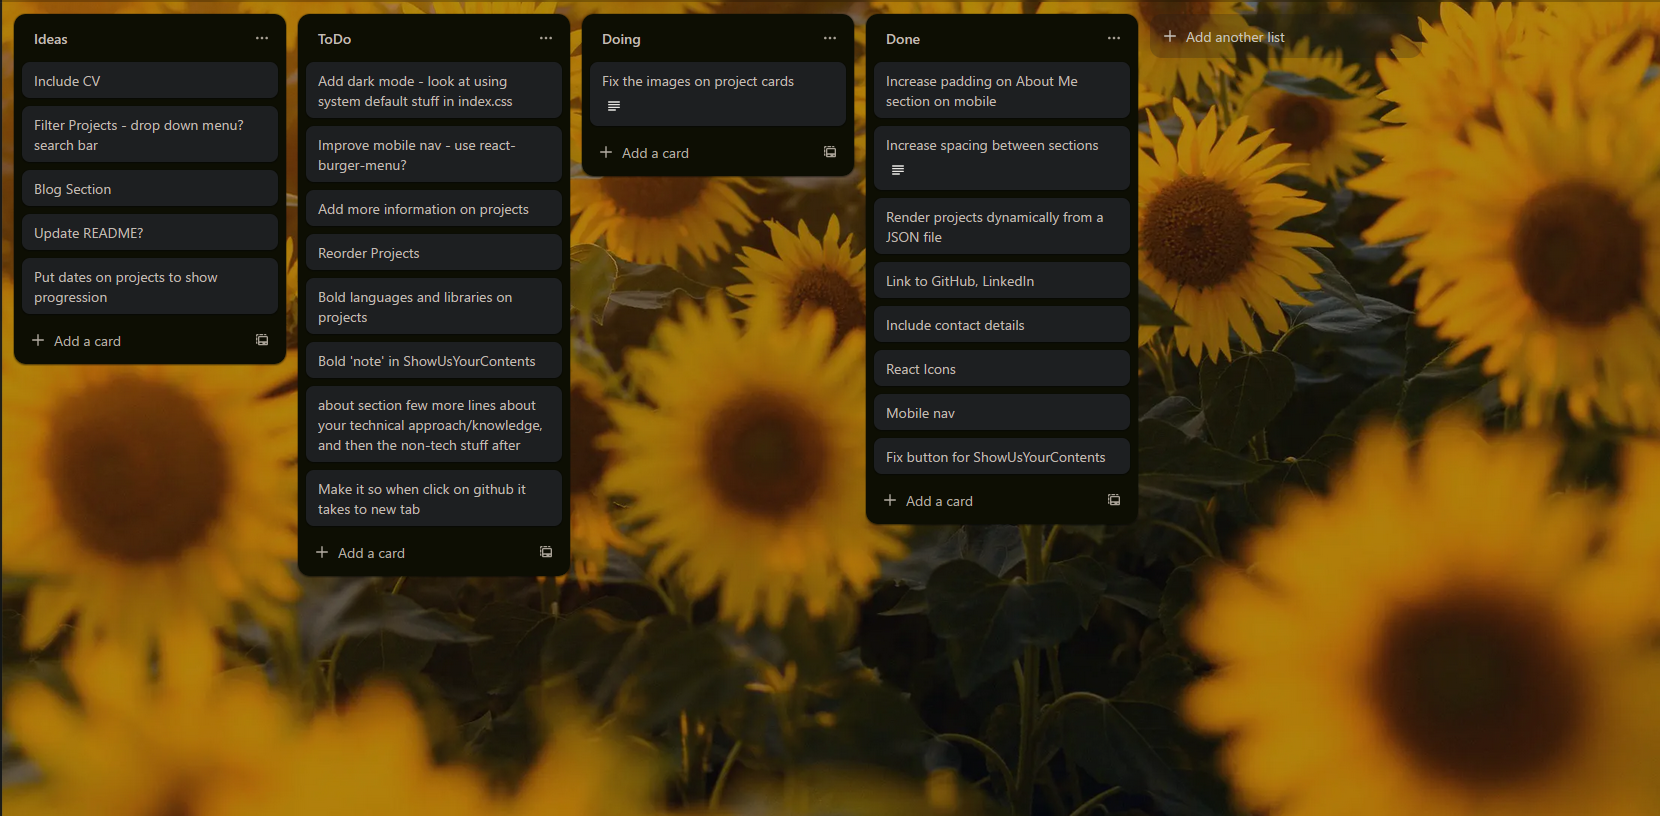 Ideas
Include CV
Filter Projects - drop down menu?
search bar
Blog Section
Update README?
Put dates on projects to show
progression
Add a card
ToDo
Add dark mode - look at using
system default stuff in index.css
Improve mobile nav - use react-
burger-menu?
Add more information on projects
Reorder Projects
Bold languages and libraries on
projects
Bold 'note' in ShowUsYourContents
about section few more lines about
your technical approach/knowledge,
and then the non-tech stuff after
Make it so when click on github it
takes to new tab
Add a card
Doing
Fix the images on project cards
Add a card
Done
Increase padding on About Me
section on mobile
Increase spacing between sections
Render projects dynamically from a
JSON file
Link to GitHub, LinkedIn
Include contact details
React Icons
Mobile nav
Fix button for ShowUsYourContents
Add a card
Add another list